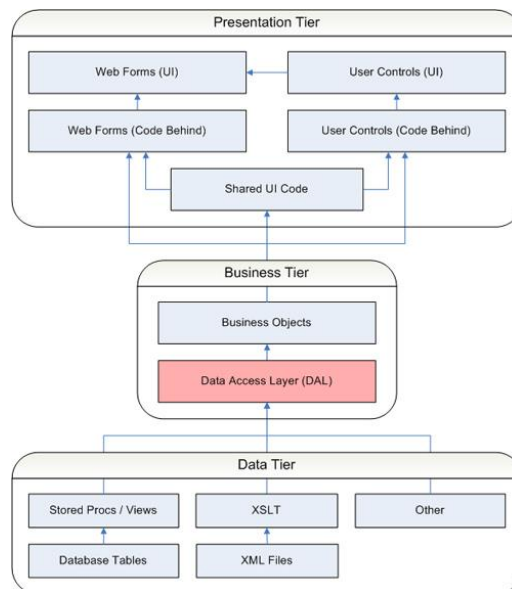 Presentation Tier
Web Forms (UI)
User Controls (UI)
Web Forms (Code Behind)
User Controls (Code Behind)
Shared UI Code
Business Tier
Business Objects
Data Access Layer (DAL)
Data Tier
Stored Procs / Views
XSLT
Other
Database Tables
XML Files